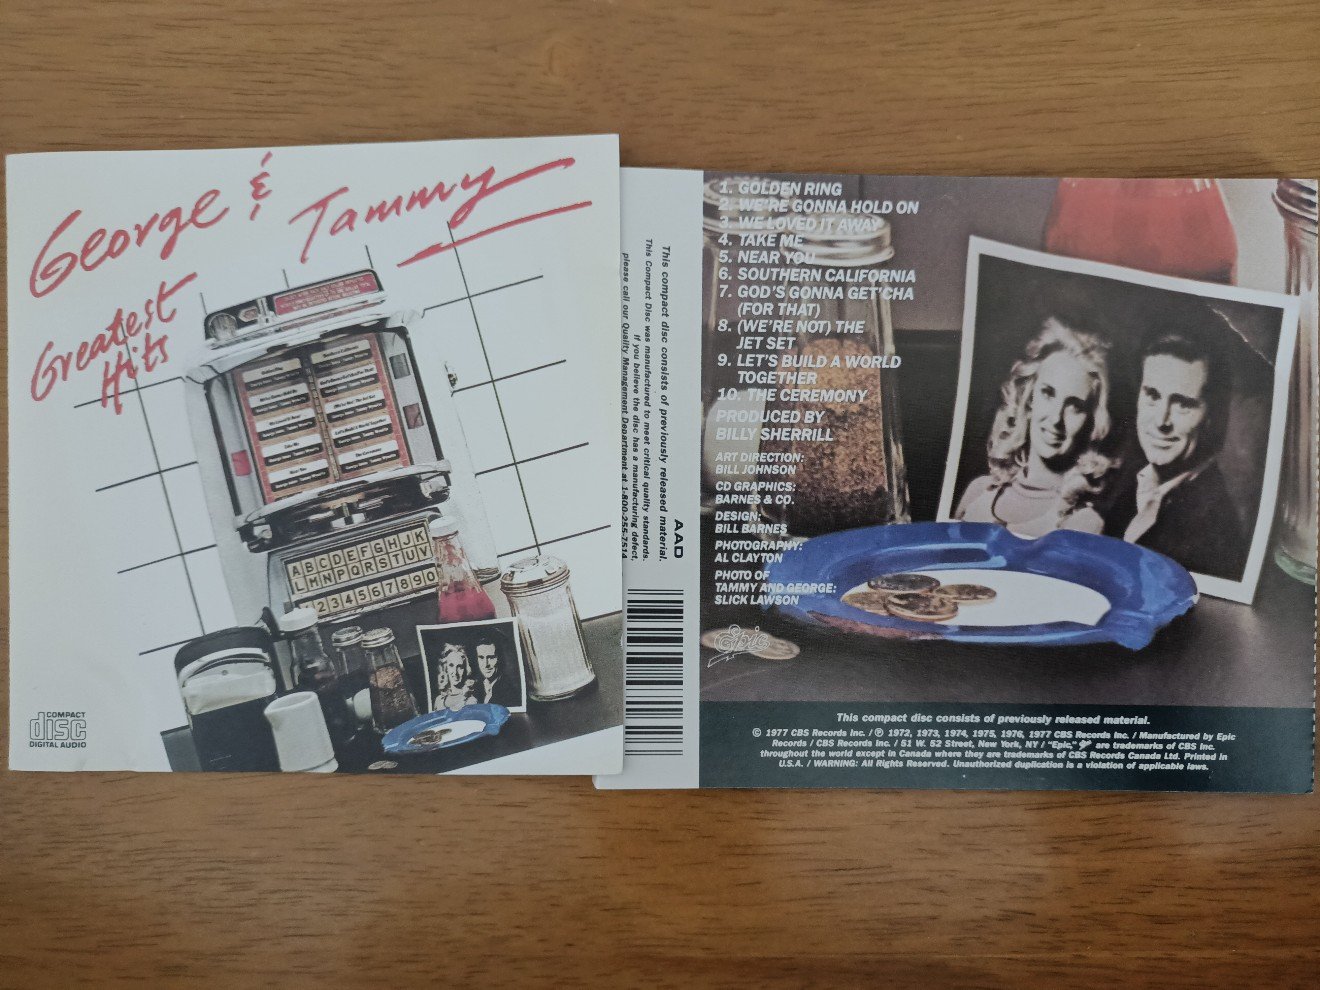 George & Tammy
Greatest
Hits
ABCDEFGHJK
LMNPQRSTUV
1234567890
COMPACT
disc
DIGITAL AUDIO
This compact disc consists of previously released material.
This Compact Disc was manufactured to meet critical quality standards.
If you believe the disc has a manufacturing defect,
please call our Quality Management Department at 1-800-255-7514
AAD
1. GOLDEN RING
2. WE'RE GONNA HOLD ON
3. WE LOVED IT AWAY
4. TAKE ME
5. NEAR YOU
6. SOUTHERN CALIFORNIA
7. GOD'S GONNA GET'CHA
(FOR THAT)
8. (WE'RE NOT) THE
JET SET
9. LET'S BUILD A WORLD
TOGETHER
10. THE CEREMONY
PRODUCED BY
BILLY SHERRILL
ART DIRECTION:
BILL JOHNSON
CD GRAPHICS:
BARNES & CO.
DESIGN:
BILL BARNES
PHOTOGRAPHY:
AL CLAYTON
PHOTO OF
TAMMY AND GEORGE:
SLICK LAWSON
Epic
This compact disc consists of previously released material.
© 1977 CBS Records Inc. / ℗ 1972, 1973, 1974, 1975, 1976, 1977 CBS Records Inc. / Manufactured by Epic
Records / CBS Records Inc. / 51 W. 52 Street, New York, NY / "Epic," are trademarks of CBS Inc.
throughout the world except in Canada where they are trademarks of CBS Records Canada Ltd. Printed in
U.S.A. / WARNING: All Rights Reserved. Unauthorized duplication is a violation of applicable laws.